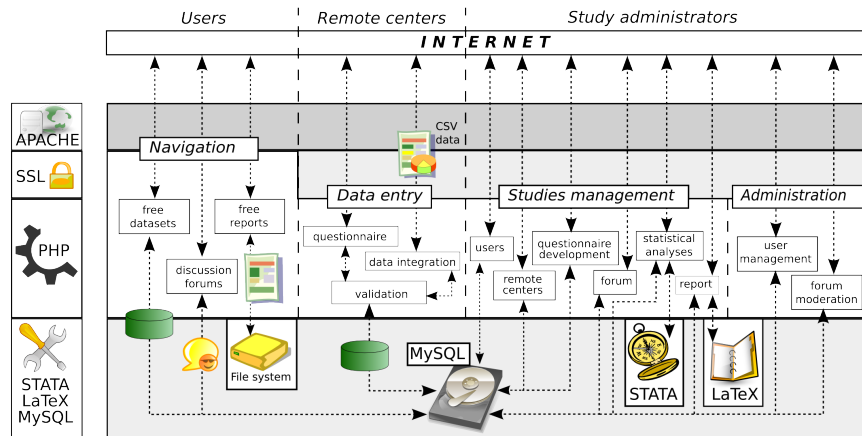 Users
Remote centers
Study administrators
INTERNET
APACHE
CSV
data
Navigation
SSL
Data entry
Studies management
Administration
PHP
free
datasets
free
reports
discussion
forums
questionnaire
data integration
validation
users
questionnaire
development
statistical
analyses
remote
centers
forum
report
user
management
forum
moderation
File system
MySQL
STATA
LaTeX
STATA
LaTeX
MySQL